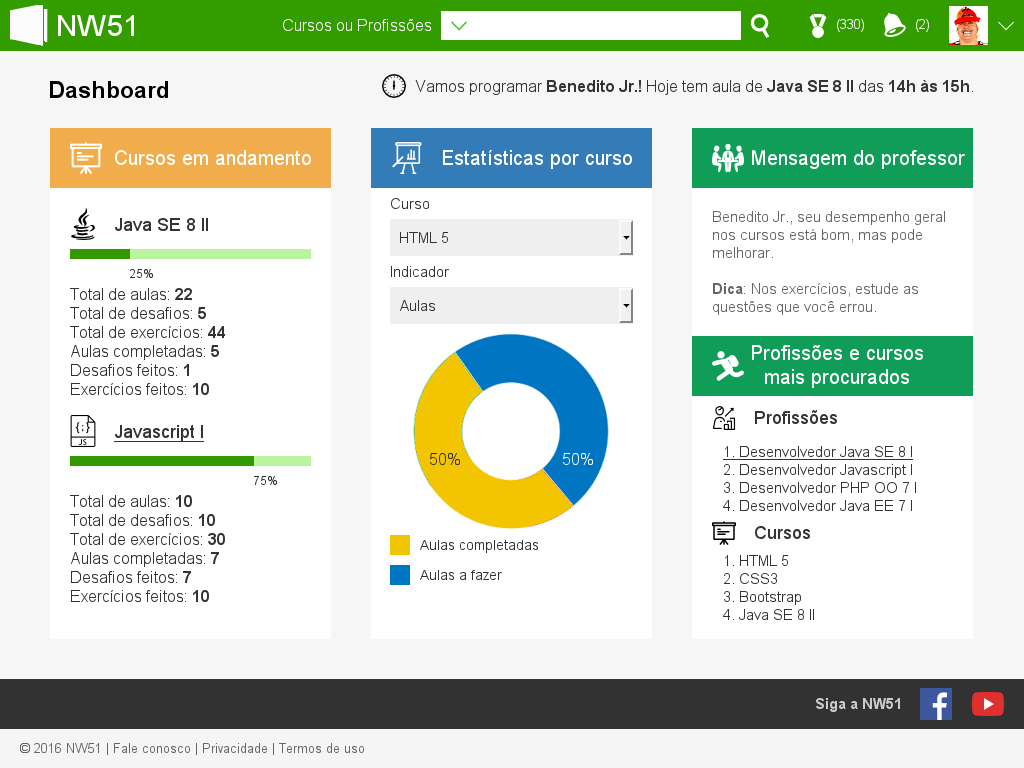 NW51
Cursos ou Profissões
(330)
(2)
Dashboard
Vamos programar Benedito Jr.! Hoje tem aula de Java SE 8 II das 14h às 15h.
Cursos em andamento
Java SE 8 II
25%
Total de aulas: 22
Total de desafios: 5
Total de exercícios: 44
Aulas completadas: 5
Desafios feitos: 1
Exercícios feitos: 10
{;}
JS
Javascript I
75%
Total de aulas: 10
Total de desafios: 10
Total de exercícios: 30
Aulas completadas: 7
Desafios feitos: 7
Exercícios feitos: 10
Estatísticas por curso
Curso
HTML 5
Indicador
Aulas
50%
50%
Aulas completadas
Aulas a fazer
Mensagem do professor
Benedito Jr., seu desempenho geral
nos cursos está bom, mas pode
melhorar.
Dica: Nos exercícios, estude as
questões que você errou.
Profissões e cursos
mais procurados
Profissões
1. Desenvolvedor Java SE 8 I
2. Desenvolvedor Javascript I
3. Desenvolvedor PHP OO 7 I
4. Desenvolvedor Java EE 7 I
Cursos
1. HTML 5
2. CSS3
3. Bootstrap
4. Java SE 8 II
Siga a NW51
© 2016 NW51 | Fale conosco | Privacidade | Termos de uso